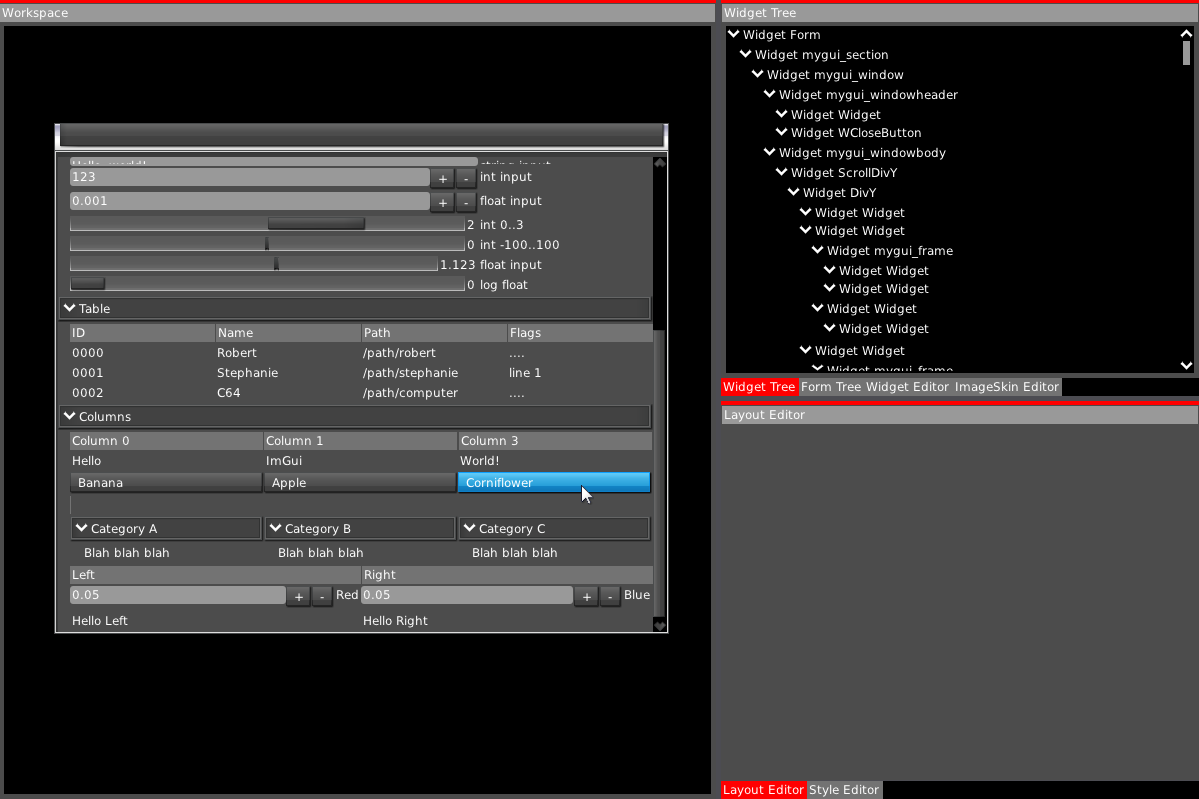 Workspace
Hello, world! string input
123 + - int input
0.001 + - float input
2 int 0..3
0 int -100..100
1.123 float input
0 log float
Table
ID Name Path Flags
0000 Robert /path/robert ....
0001 Stephanie /path/stephanie line 1
0002 C64 /path/computer ....
Columns
Column 0 Column 1 Column 3
Hello ImGui World!
Banana Apple Corniflower
Category A Category B Category C
Blah blah blah Blah blah blah Blah blah blah
Left Right
0.05 + - Red 0.05 + - Blue
Hello Left Hello Right
Widget Tree
Widget Form
Widget mygui_section
Widget mygui_window
Widget mygui_windowheader
Widget Widget
Widget WCloseButton
Widget mygui_windowbody
Widget ScrollDivY
Widget DivY
Widget Widget
Widget Widget
Widget mygui_frame
Widget Widget
Widget Widget
Widget Widget
Widget Widget
Widget Widget
Widget mygui_frame
Widget Tree Form Tree Widget Editor ImageSkin Editor
Layout Editor
Layout Editor Style Editor